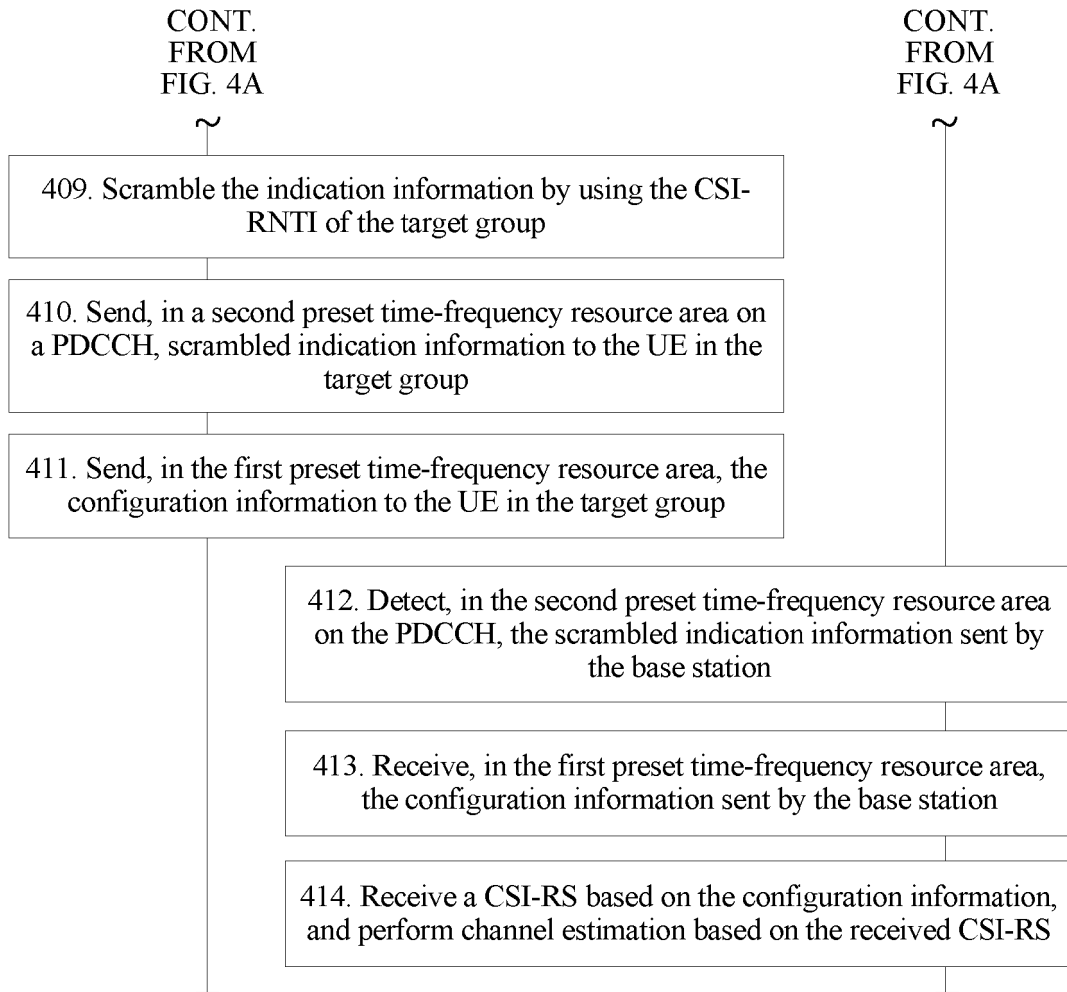 CONT.
FROM
FIG. 4A
CONT.
FROM
FIG. 4A
~
~
409. Scramble the indication information by using the CSI-
RNTI of the target group
410. Send, in a second preset time-frequency resource area on
a PDCCH, scrambled indication information to the UE in the
target group
411. Send, in the first preset time-frequency resource area, the
configuration information to the UE in the target group
412. Detect, in the second preset time-frequency resource area
on the PDCCH, the scrambled indication information sent by
the base station
413. Receive, in the first preset time-frequency resource area,
the configuration information sent by the base station
414. Receive a CSI-RS based on the configuration information,
and perform channel estimation based on the received CSI-RS